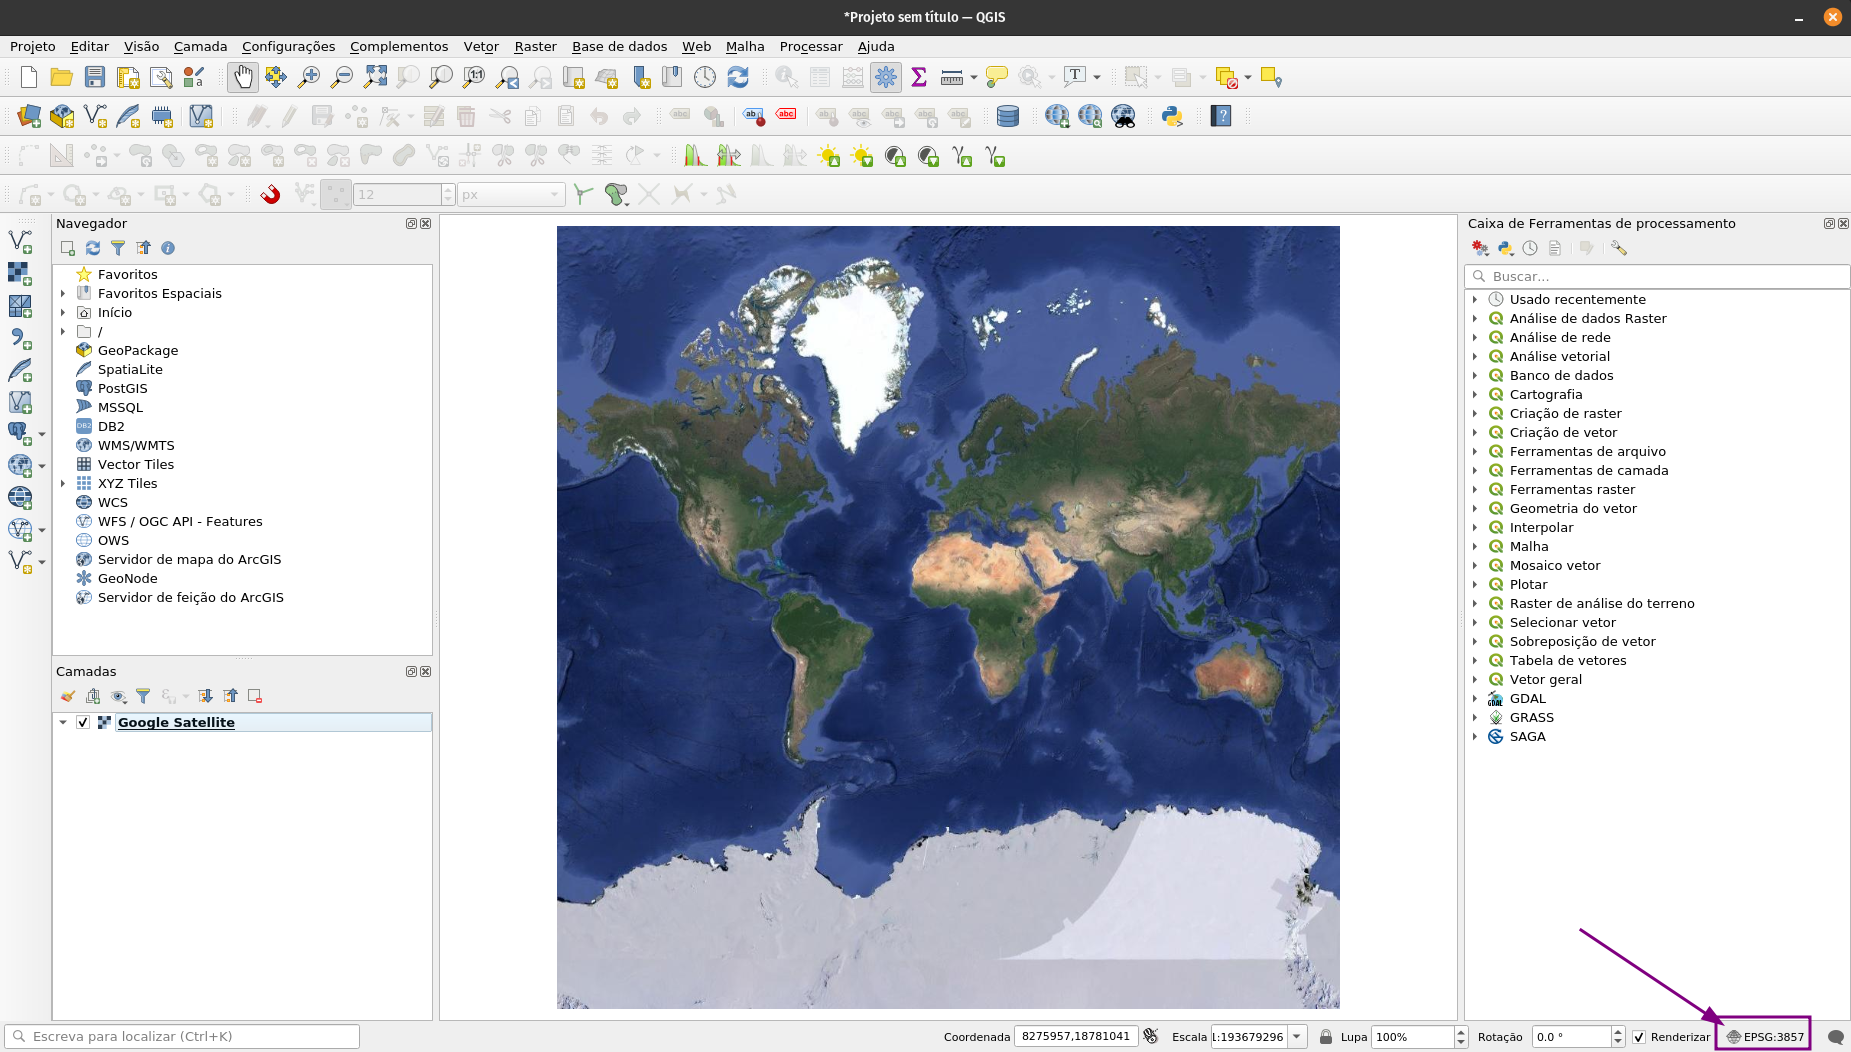 *Projeto sem título — QGIS
Projeto Editar Visão Camada Configurações Complementos Vetor Raster Base de dados Web Malha Processar Ajuda
12 px
Navegador
Favoritos
Favoritos Espaciais
Início
/
GeoPackage
SpatiaLite
PostGIS
MSSQL
DB2
WMS/WMTS
Vector Tiles
XYZ Tiles
WCS
WFS / OGC API - Features
OWS
Servidor de mapa do ArcGIS
GeoNode
Servidor de feição do ArcGIS
Camadas
Google Satellite
Caixa de Ferramentas de processamento
Buscar...
Usado recentemente
Análise de dados Raster
Análise de rede
Análise vetorial
Banco de dados
Cartografia
Criação de raster
Criação de vetor
Ferramentas de arquivo
Ferramentas de camada
Ferramentas raster
Geometria do vetor
Interpolar
Malha
Mosaico vetor
Plotar
Raster de análise do terreno
Selecionar vetor
Sobreposição de vetor
Tabela de vetores
Vetor geral
GDAL
GRASS
SAGA
Escreva para localizar (Ctrl+K) Coordenada 8275957,18781041 Escala 1:193679296 Lupa 100% Rotação 0.0 ° Renderizar EPSG:3857